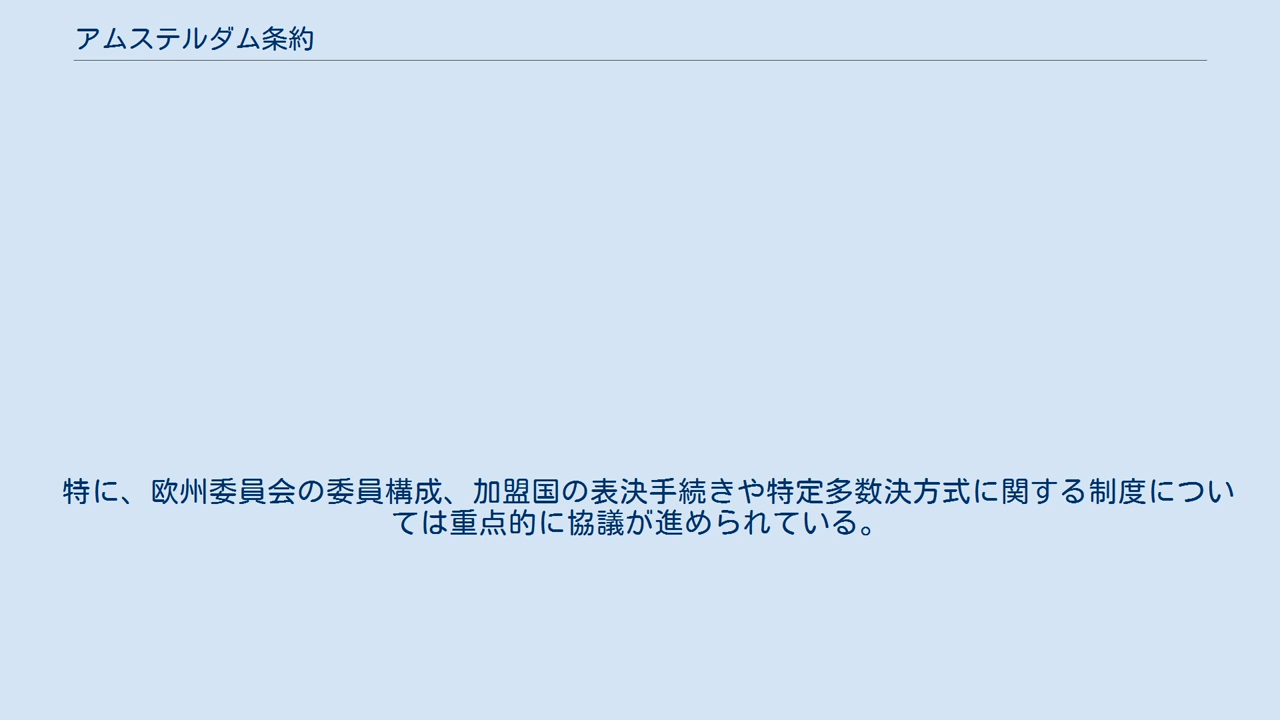 アムステルダム条約
特に、欧州委員会の委員構成、加盟国の表決手続きや特定多数決方式に関する制度につい
ては重点的に協議が進められている。